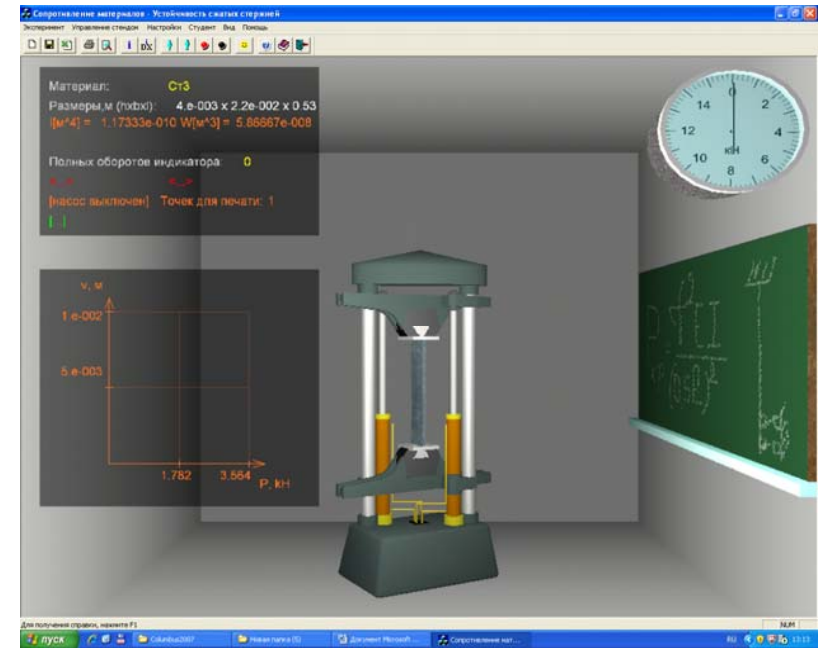 Сопротивление материалов - Устойчивость сжатых стержней
Эксперимент Управление стендом Настройки Студент Вид Помощь
Материал: Ст3
Размеры,м (hxbxl): 4.e-003 x 2.2e-002 x 0.53
I[м^4] = 1.17333e-010 W[м^3] = 5.86667e-008
Полных оборотов индикатора: 0
<..> <..>
[насос выключен] Точек для печати: 1
[...]
14 0 2
12 4
кН
10 6
8
v, м
1 e-002
5.e-003
1.782 3.564 P, кН
EI
Для получения справки, нажмите F1
NUM
пуск Columbus2007 Новая папка (5) Документ Microsoft ... Сопротивление мат... RU 13:13